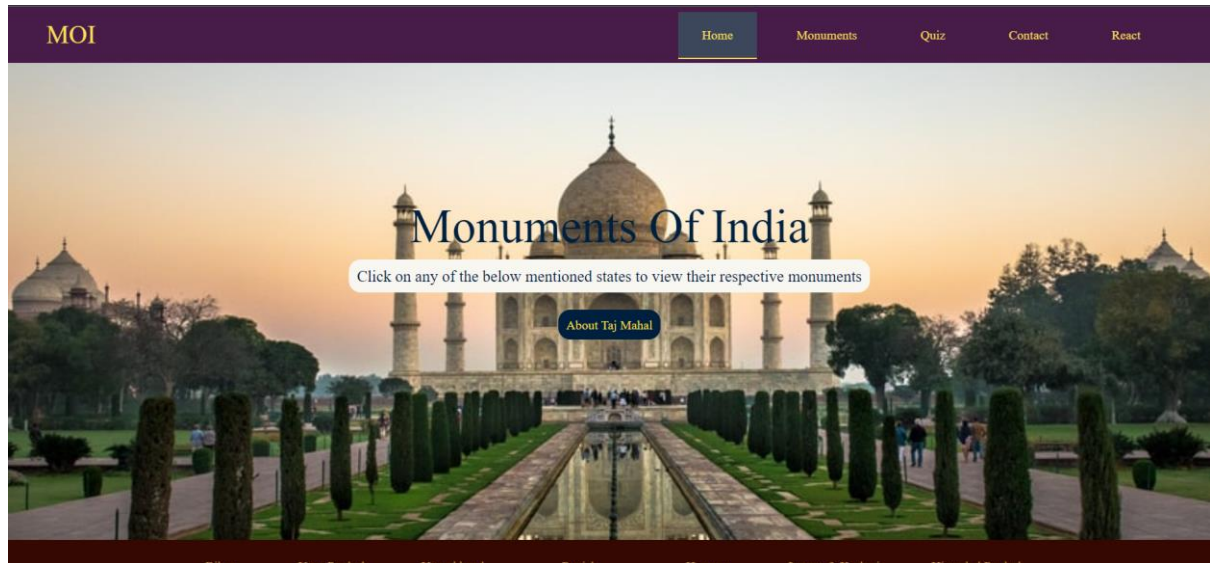 MOI
Home Monuments Quiz Contact React
Monuments Of India
Click on any of the below mentioned states to view their respective monuments
About Taj Mahal